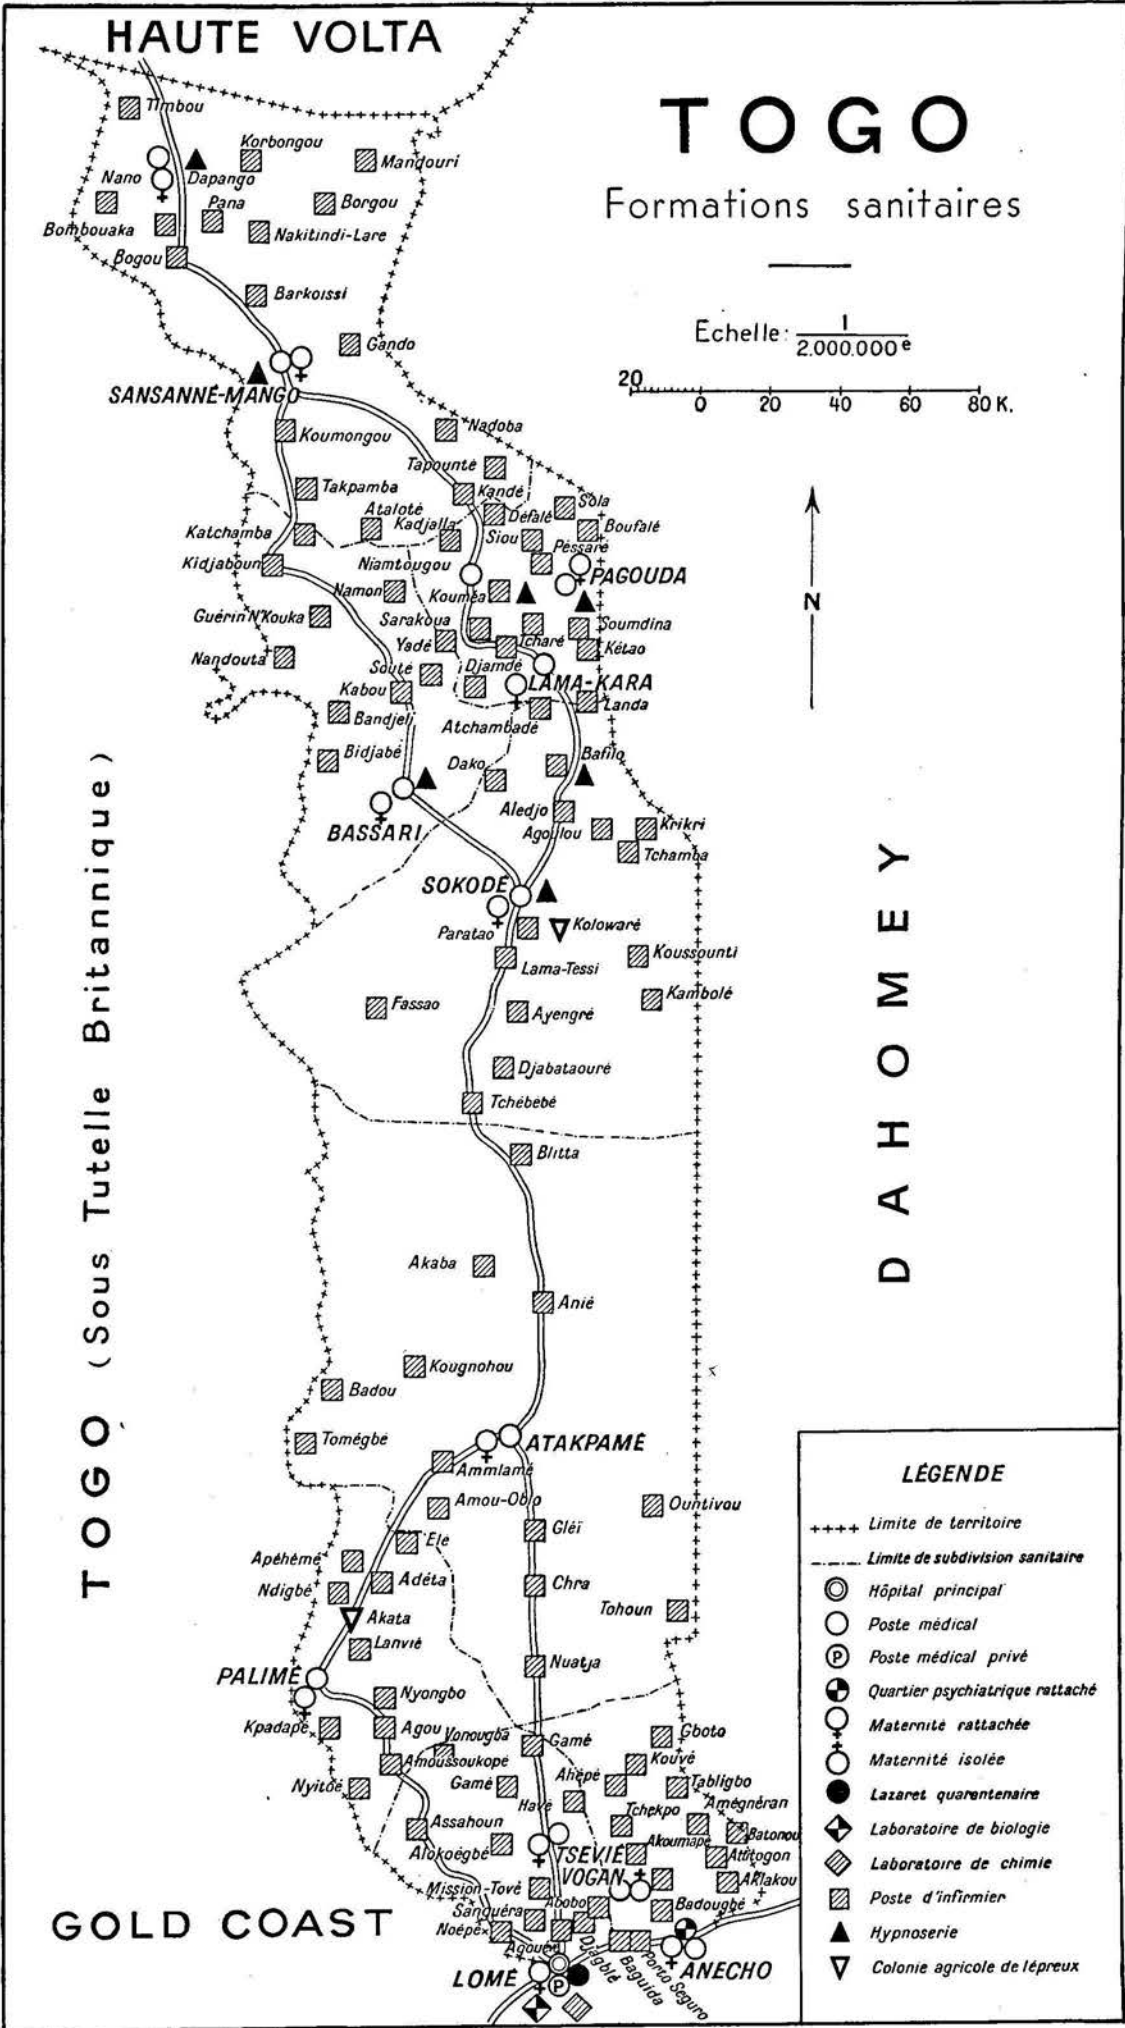 HAUTE VOLTA
TOGO
Formations sanitaires
Echelle: 1
2.000.000e
20 0 20 40 60 80 K.
N
Timbou
Korbongou
Mandouri
Nano
Dapango
Pana
Borgou
Bombouaka
Nakitindi-Lare
Bogou
Barkoissi
Gando
SANSANNÉ-MANGO
Koumongou
Nadoba
Tapounté
Takpamba
Kandé
Sola
Ataloté
Défalé
Katchamba
Kadjalla
Siou
Boufalé
Kidjaboun
Niamtougou
Péssaré
PAGOUDA
Namon
Kouméa
Guérin N'Kouka
Sarakoua
Soumdina
Yadé
Tcharé
Kétao
Nandouta
Souté
Djamdé
Kabou
LAMA-KARA
Landa
Bandjeli
Atchambadé
Bidjabé
Dako
Bafilo
Aledjo
BASSARI
Agoulou
Krikri
Tchamba
SOKODÉ
Paratao
Kolowaré
Lama-Tessi
Koussounti
Fassao
Ayengré
Kambolé
Djabataouré
Tchébébé
Blitta
Akaba
Anié
Kougnohou
Badou
Tomégbé
ATAKPAMÉ
Ammlamé
Amou-Oblo
Ountivou
Gléï
Elé
Apéhémé
Adéta
Chra
Ndigbé
Akata
Tohoun
Lanvié
PALIMÉ
Nuatja
Nyongbo
Kpadapé
Agou
Vonougba
Gamé
Gboto
Amoussoukopé
Kouvé
Nyitoé
Gamé
Ahépé
Tabligbo
Havé
Amégnéran
Assahoun
Tchekpo
Batonou
Alokoégbé
TSEVIÉ
Akoumapé
Attitogon
VOGAN
Aklakou
Mission-Tové
Sanguéra
Abobo
Badougbé
Noépé
Agouen
Djagblé
Baguida
Porto Seguro
ANECHO
LOMÉ
P
TOGO (Sous Tutelle Britannique)
DAHOMEY
GOLD COAST
LÉGENDE
Limite de territoire
Limite de subdivision sanitaire
Hôpital principal
Poste médical
P Poste médical privé
Quartier psychiatrique rattaché
Maternité rattachée
Maternité isolée
Lazaret quarentenaire
Laboratoire de biologie
Laboratoire de chimie
Poste d'infirmier
Hypnoserie
Colonie agricole de lépreux